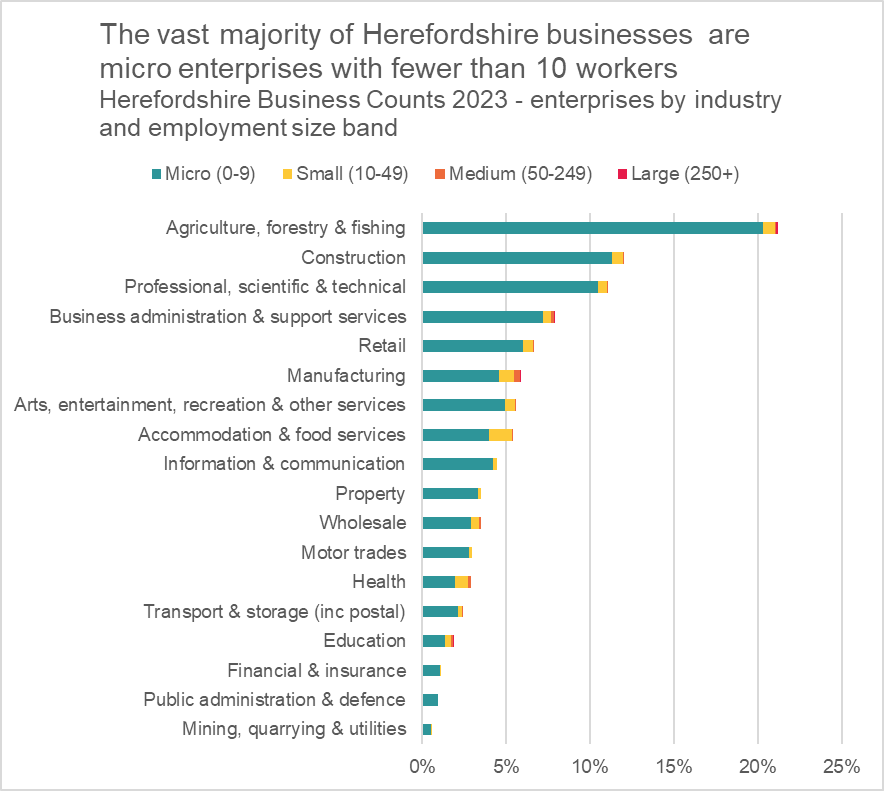 The vast majority of Herefordshire businesses are
micro enterprises with fewer than 10 workers
Herefordshire Business Counts 2023 - enterprises by industry
and employment size band
Micro (0-9) Small (10-49) Medium (50-249) Large (250+)
Agriculture, forestry & fishing
Construction
Professional, scientific & technical
Business administration & support services
Retail
Manufacturing
Arts, entertainment, recreation & other services
Accommodation & food services
Information & communication
Property
Wholesale
Motor trades
Health
Transport & storage (inc postal)
Education
Financial & insurance
Public administration & defence
Mining, quarrying & utilities
0% 5% 10% 15% 20% 25%